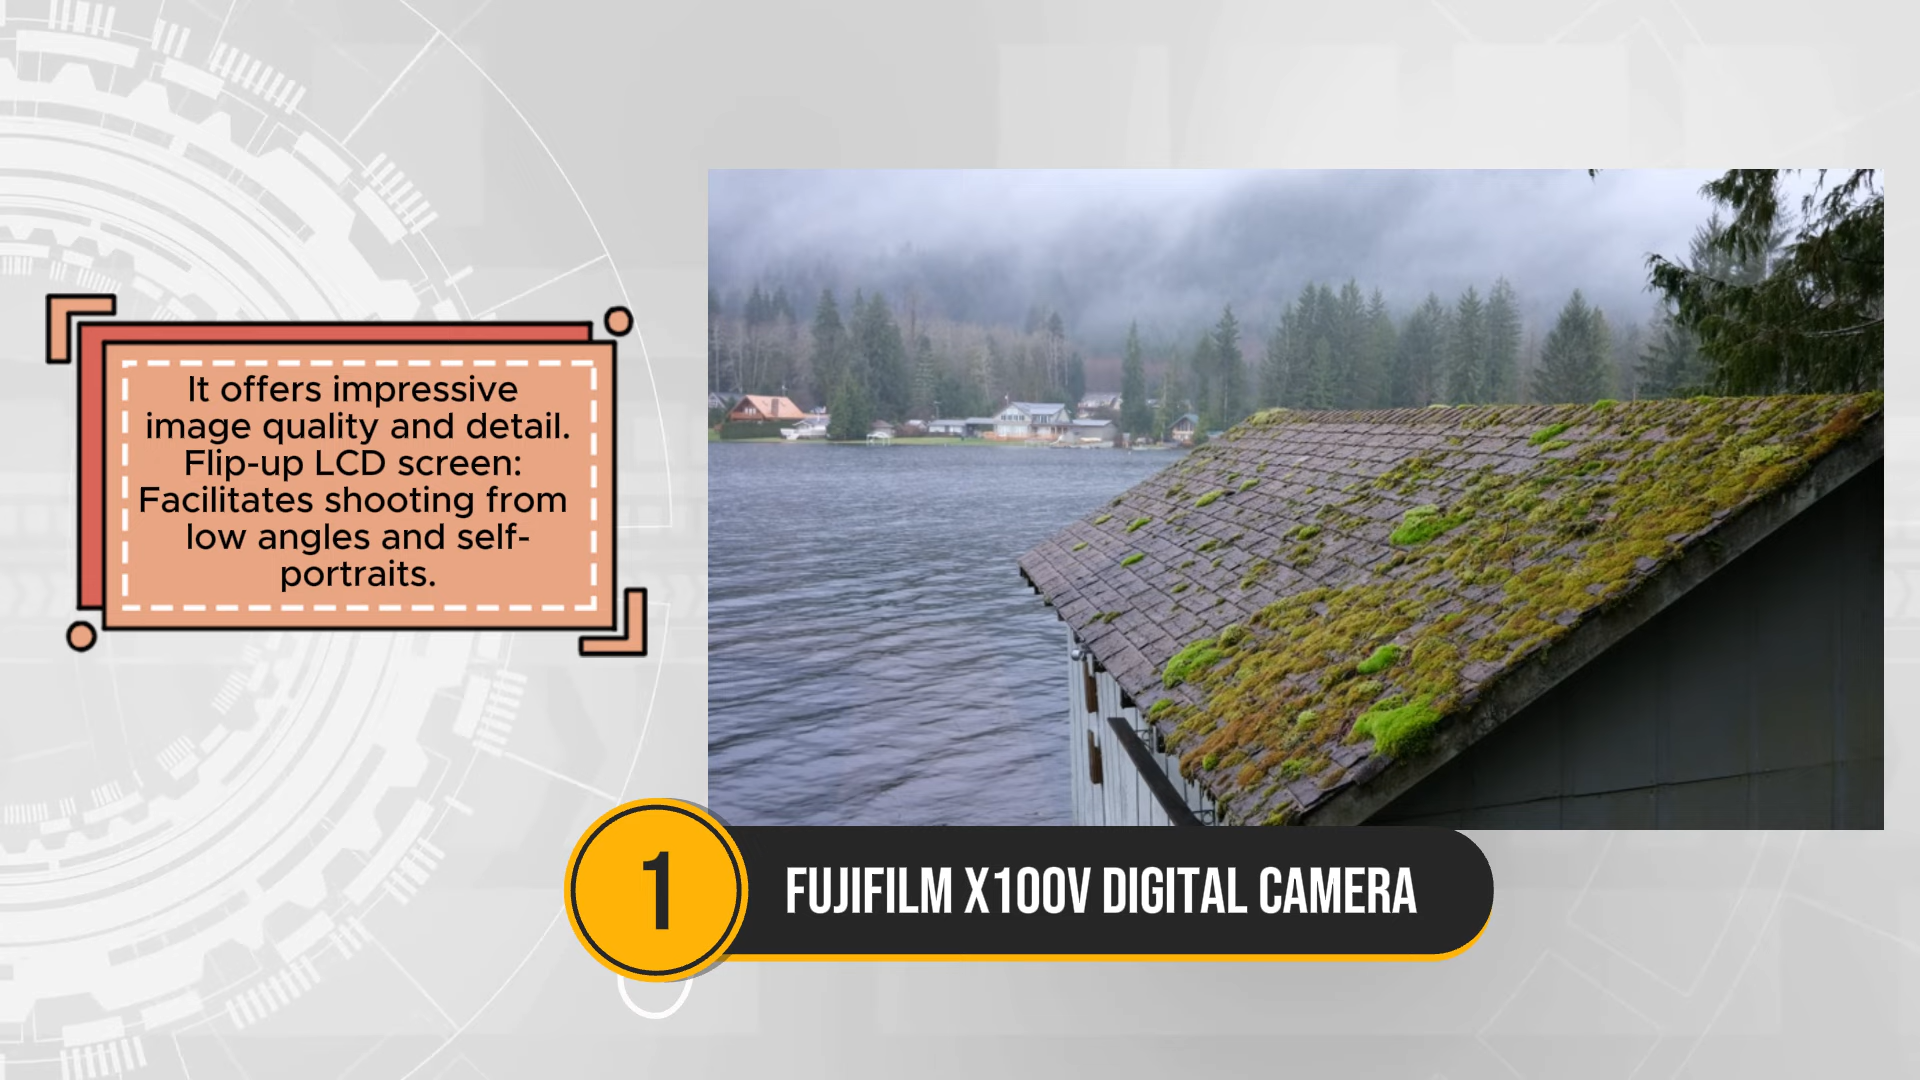 It offers impressive
image quality and detail.
Flip-up LCD screen:
Facilitates shooting from
low angles and self-
portraits.
1
FUJIFILM X100V DIGITAL CAMERA